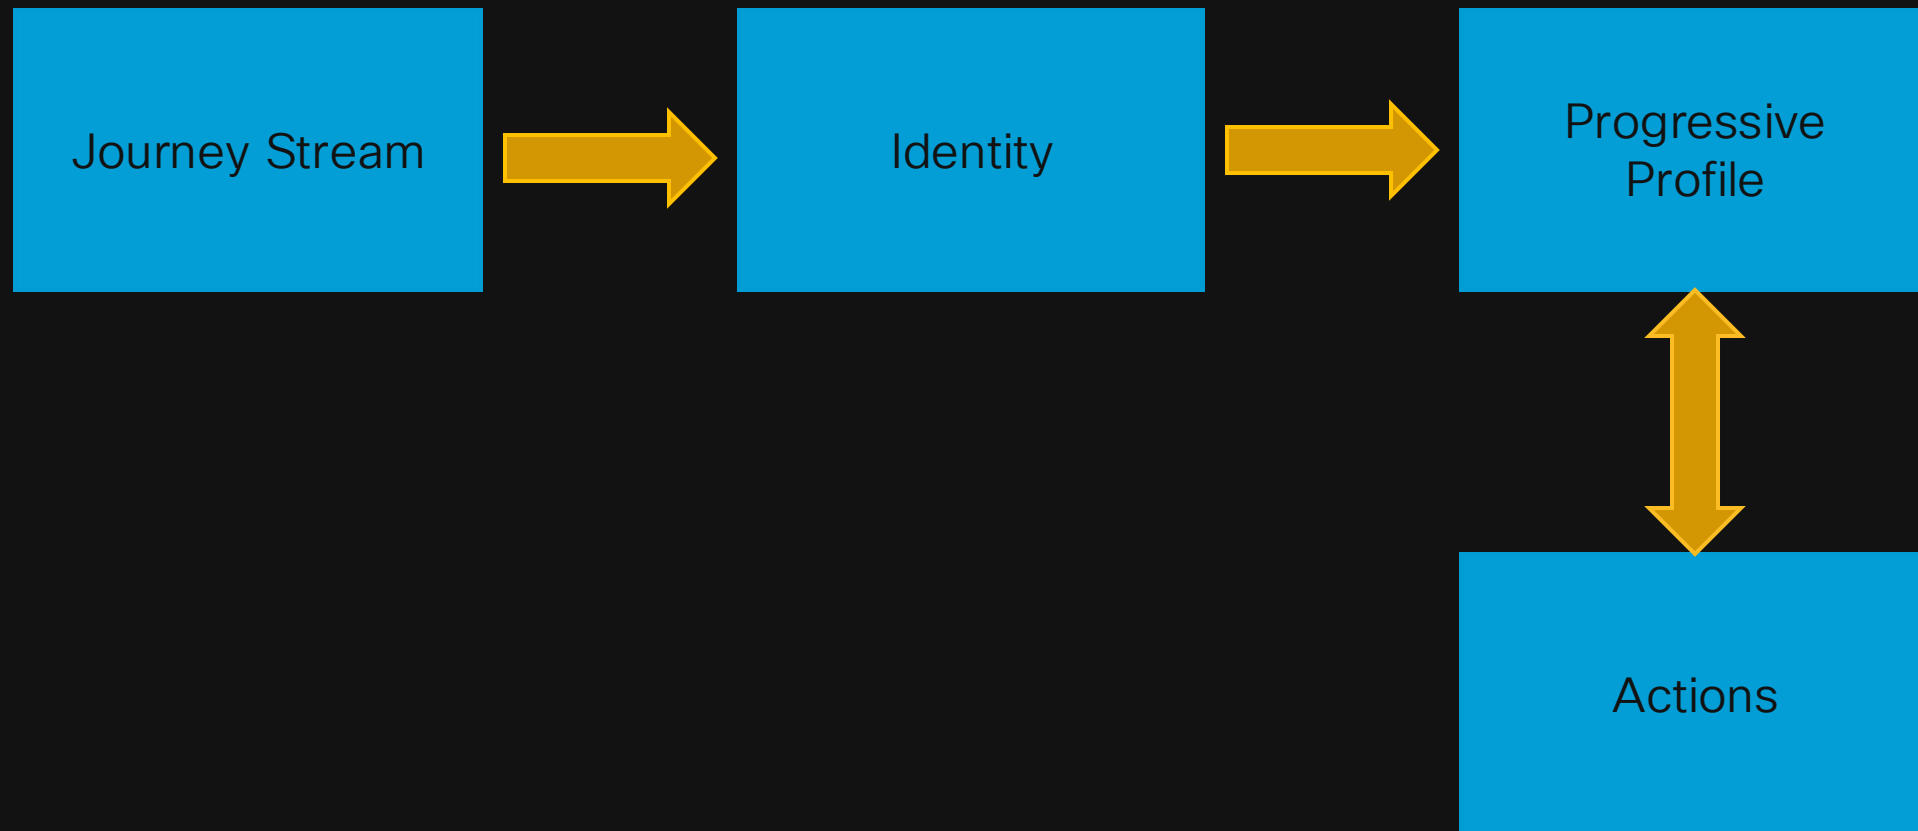 Journey Stream
Identity
Progressive
Profile
Actions